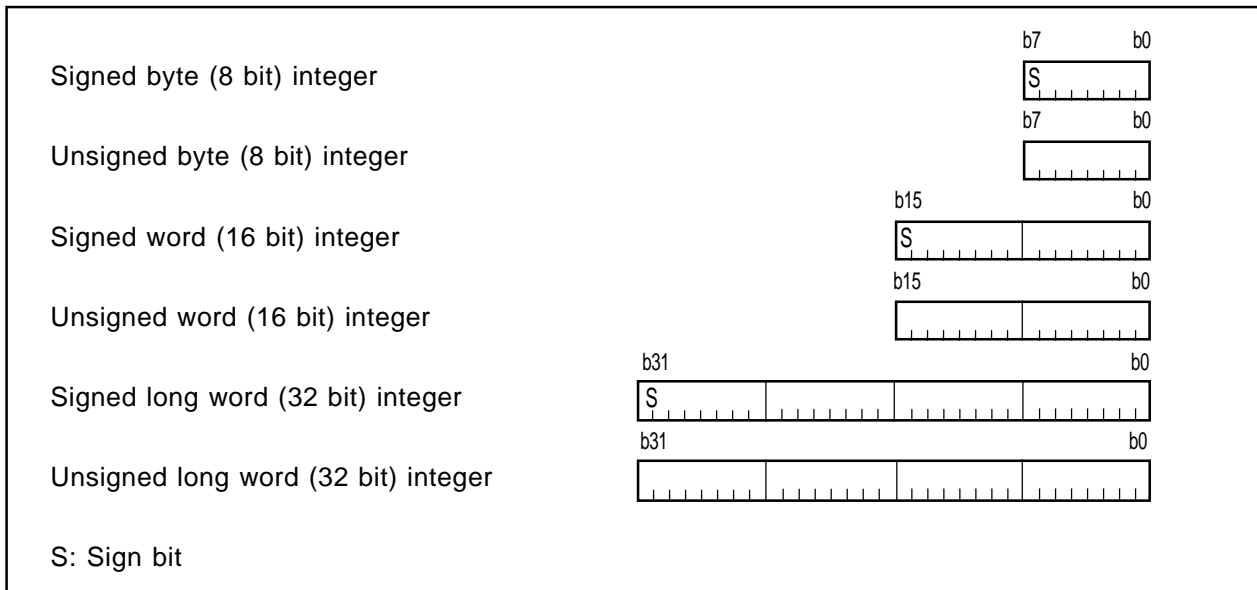 b7 b0
Signed byte (8 bit) integer S
b7 b0
Unsigned byte (8 bit) integer
b15 b0
Signed word (16 bit) integer S
b15 b0
Unsigned word (16 bit) integer
b31 b0
Signed long word (32 bit) integer S
b31 b0
Unsigned long word (32 bit) integer
S: Sign bit